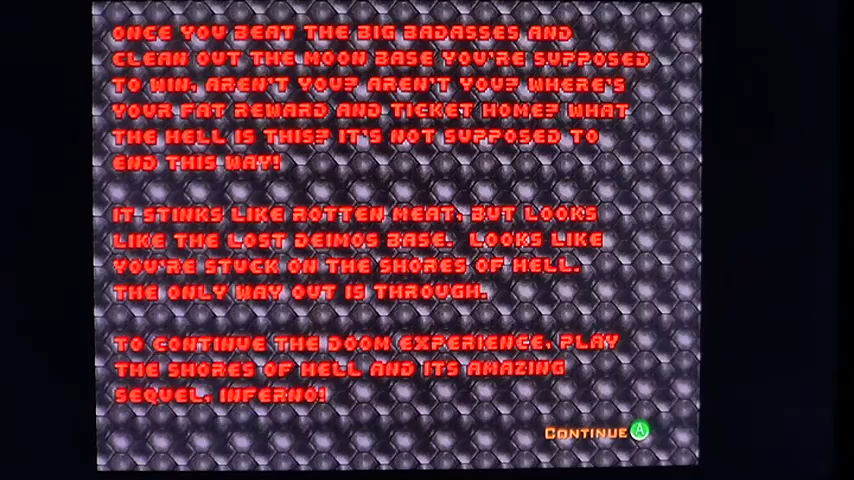 ONCE YOU BEAT THE BIG BADASSES AND
CLEAN OUT THE MOON BASE YOU'RE SUPPOSED
TO WIN, AREN'T YOU? AREN'T YOU? WHERE'S
YOUR FAT REWARD AND TICKET HOME? WHAT
THE HELL IS THIS? IT'S NOT SUPPOSED TO
END THIS WAY!
IT STINKS LIKE ROTTEN MEAT, BUT LOOKS
LIKE THE LOST DEIMOS BASE. LOOKS LIKE
YOU'RE STUCK ON THE SHORES OF HELL.
THE ONLY WAY OUT IS THROUGH.
TO CONTINUE THE DOOM EXPERIENCE, PLAY
THE SHORES OF HELL AND ITS AMAZING
SEQUEL, INFERNO!
CONTINUE A